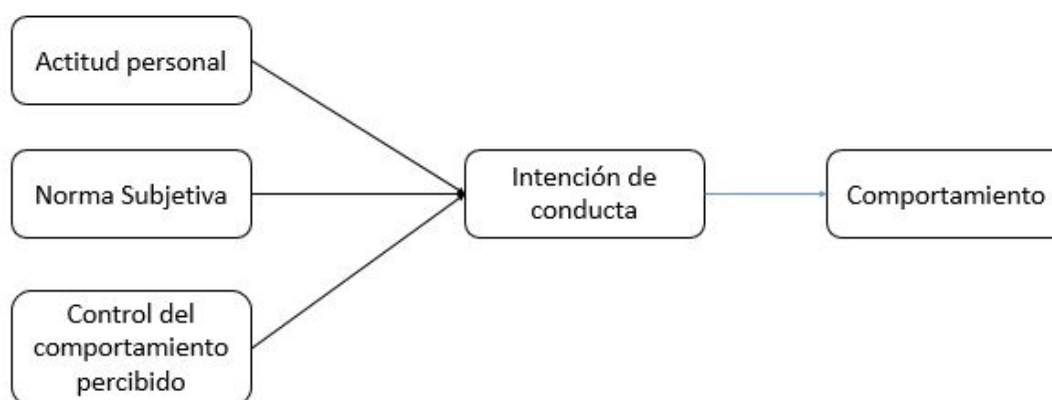 Actitud personal
Norma Subjetiva
Control del
comportamiento
percibido
Intención de
conducta
Comportamiento